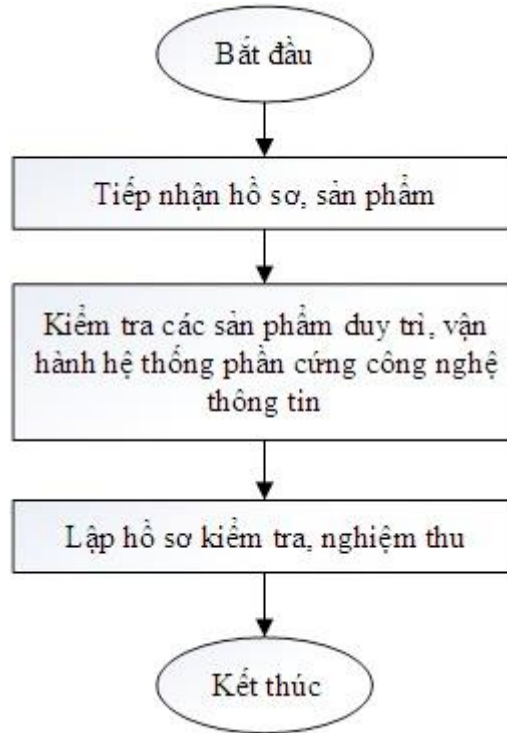 Bắt đầu
Tiếp nhận hồ sơ, sản phẩm
Kiểm tra các sản phẩm duy trì, vận
hành hệ thống phần cứng công nghệ
thông tin
Lập hồ sơ kiểm tra, nghiệm thu
Kết thúc